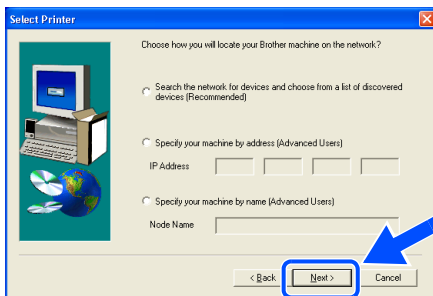 Select Printer
Choose how you will locate your Brother machine on the network?
Search the network for devices and choose from a list of discovered
devices (Recommended)
Specify your machine by address (Advanced Users)
IP Address
Specify your machine by name (Advanced Users)
Node Name
< Back
Next >
Cancel